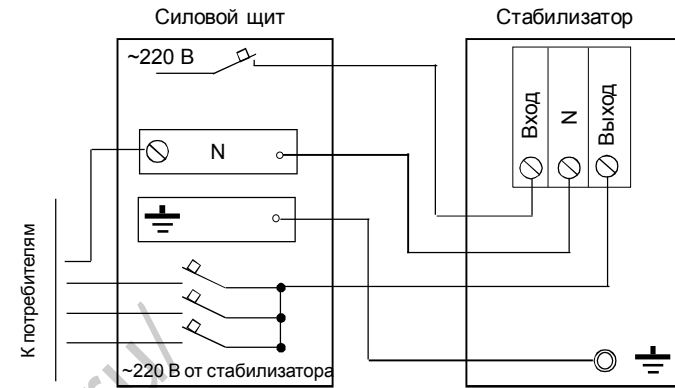 Силовой щит
Стабилизатор
~220 В
Вход
N
Выход
N
К потребителям
~220 В от стабилизатора